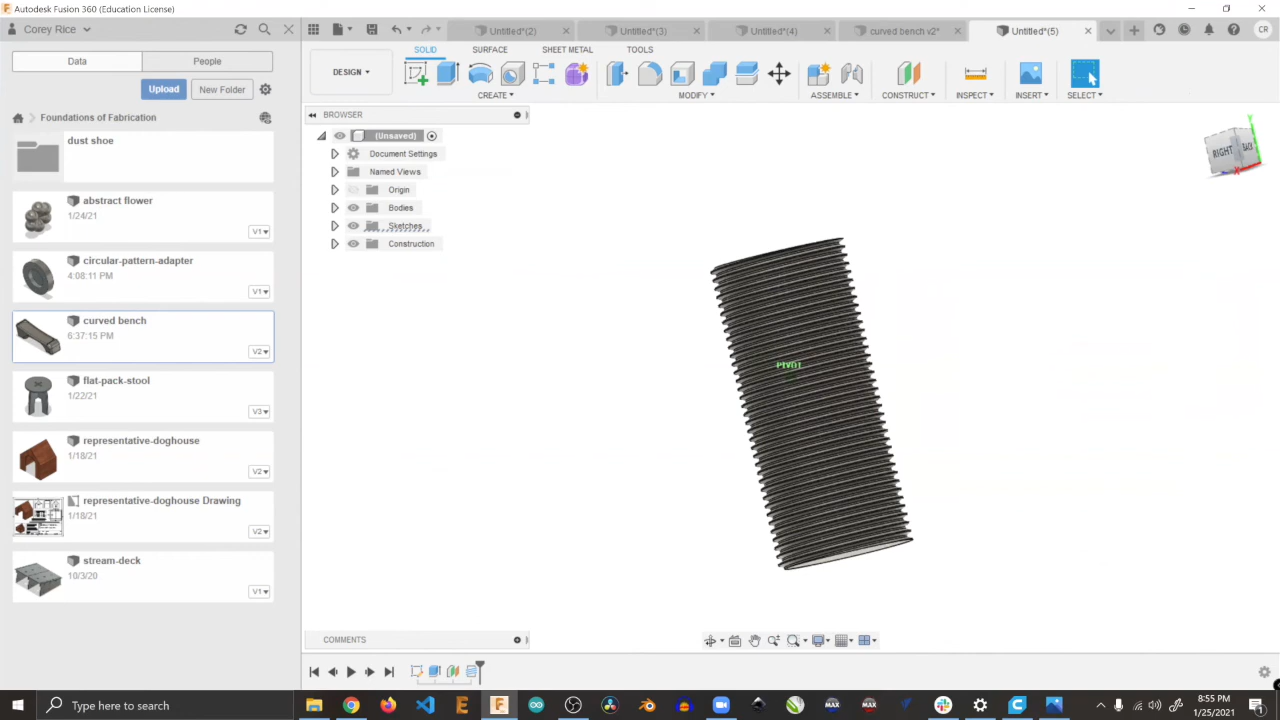 Autodesk Fusion 360 (Education License)
Corey Rice
Untitled*(2)
Untitled*(3)
Untitled*(4)
curved bench v2*
Untitled*(5)
CR
Data
People
Upload
New Folder
Foundations of Fabrication
dust shoe
abstract flower
1/24/21
V1
circular-pattern-adapter
4:08:11 PM
V1
curved bench
6:37:15 PM
V2
flat-pack-stool
1/22/21
V3
representative-doghouse
1/18/21
V2
representative-doghouse Drawing
1/18/21
V2
stream-deck
10/3/20
V1
DESIGN
SOLID
SURFACE
SHEET METAL
TOOLS
CREATE
MODIFY
ASSEMBLE
CONSTRUCT
INSPECT
INSERT
SELECT
BROWSER
(Unsaved)
Document Settings
Named Views
Origin
Bodies
Sketches
Construction
RIGHT
BACK
Y
X
PIVOT
COMMENTS
Type here to search
MAX
MAX
8:55 PM
1/25/2021